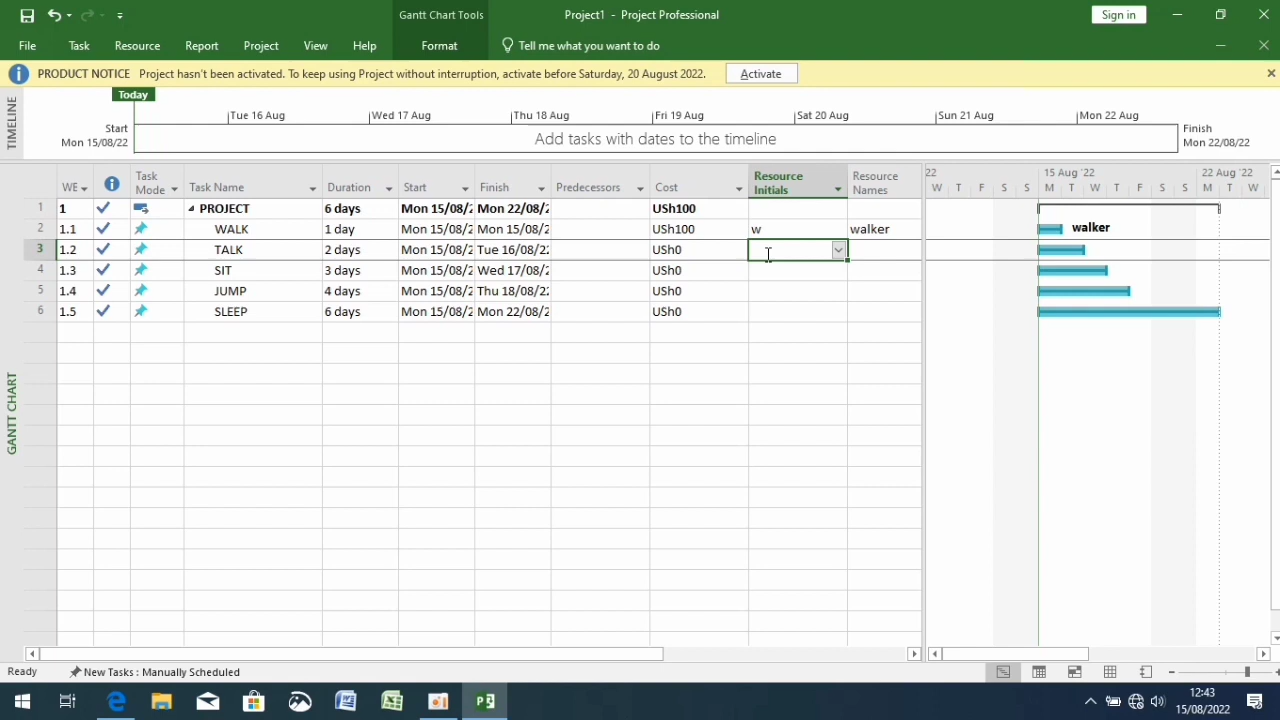 Gantt Chart Tools
Project1 - Project Professional
Sign in
File Task Resource Report Project View Help Format Tell me what you want to do
PRODUCT NOTICE Project hasn't been activated. To keep using Project without interruption, activate before Saturday, 20 August 2022. Activate
Today
Tue 16 Aug Wed 17 Aug Thu 18 Aug Fri 19 Aug Sat 20 Aug Sun 21 Aug Mon 22 Aug
TIMELINE
Start
Mon 15/08/22
Add tasks with dates to the timeline
Finish
Mon 22/08/22
WE Task Mode Task Name Duration Start Finish Predecessors Cost Resource Initials Resource Names
22 15 Aug '22 22 Aug '22
W T F S S M T W T F S S M T W
1 1 PROJECT 6 days Mon 15/08/2 Mon 22/08/2 USh100
2 1.1 WALK 1 day Mon 15/08/2 Mon 15/08/2 USh100 w walker walker
3 1.2 TALK 2 days Mon 15/08/2 Tue 16/08/22 USh0
4 1.3 SIT 3 days Mon 15/08/2 Wed 17/08/2 USh0
5 1.4 JUMP 4 days Mon 15/08/2 Thu 18/08/2 USh0
6 1.5 SLEEP 6 days Mon 15/08/2 Mon 22/08/2 USh0
GANTT CHART
Ready New Tasks : Manually Scheduled
12:43
15/08/2022